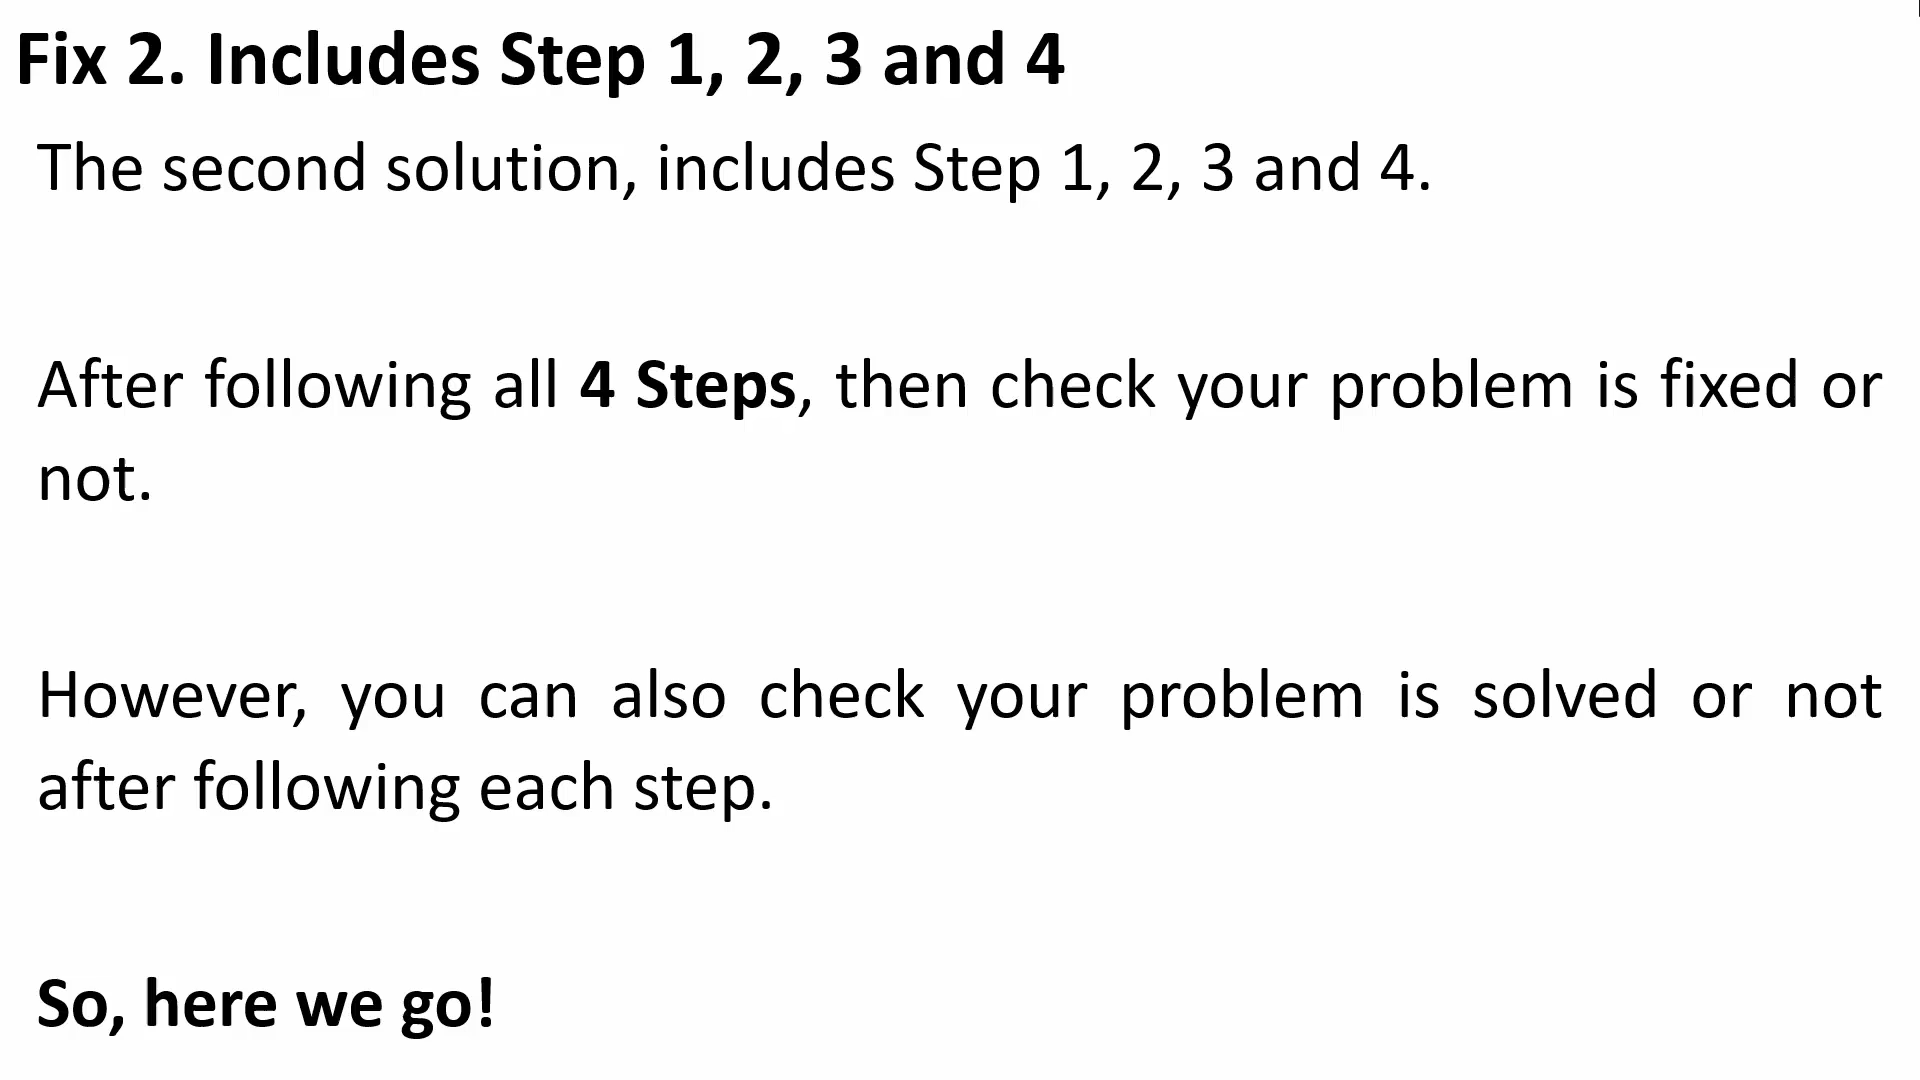 Fix 2. Includes Step 1, 2, 3 and 4
The second solution, includes Step 1, 2, 3 and 4.
After following all 4 Steps, then check your problem is fixed or
not.
However, you can also check your problem is solved or not
after following each step.
So, here we go!